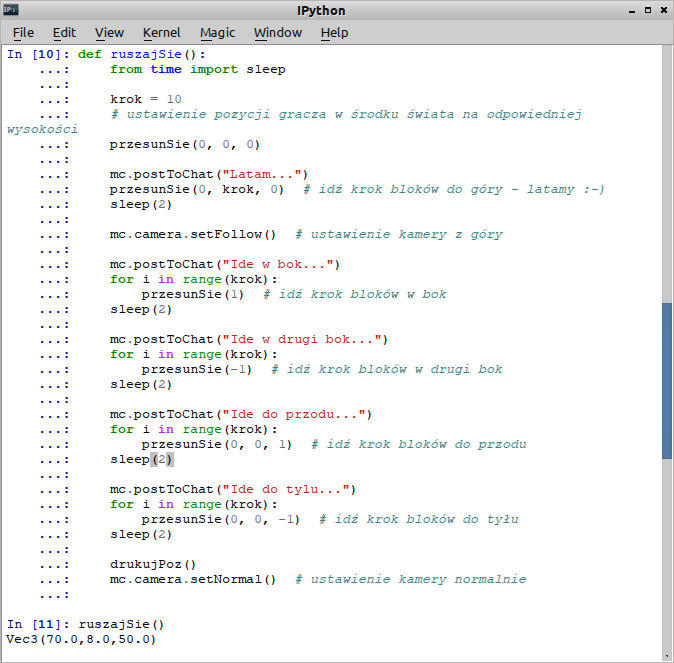 IPy
IPython
File Edit View Kernel Magic Window Help
In [10]: def ruszajSie():
    ...:     from time import sleep
    ...:
    ...:     krok = 10
    ...:     # ustawienie pozycji gracza w środku świata na odpowiedniej
wysokości
    ...:     przesunSie(0, 0, 0)
    ...:
    ...:     mc.postToChat("Latam...")
    ...:     przesunSie(0, krok, 0)  # idź krok bloków do góry - latamy :-)
    ...:     sleep(2)
    ...:
    ...:     mc.camera.setFollow()  # ustawienie kamery z góry
    ...:
    ...:     mc.postToChat("Ide w bok...")
    ...:     for i in range(krok):
    ...:         przesunSie(1)  # idź krok bloków w bok
    ...:     sleep(2)
    ...:
    ...:     mc.postToChat("Ide w drugi bok...")
    ...:     for i in range(krok):
    ...:         przesunSie(-1)  # idź krok bloków w drugi bok
    ...:     sleep(2)
    ...:
    ...:     mc.postToChat("Ide do przodu...")
    ...:     for i in range(krok):
    ...:         przesunSie(0, 0, 1)  # idź krok bloków do przodu
    ...:     sleep(2)
    ...:
    ...:     mc.postToChat("Ide do tylu...")
    ...:     for i in range(krok):
    ...:         przesunSie(0, 0, -1)  # idź krok bloków do tyłu
    ...:     sleep(2)
    ...:
    ...:     drukujPoz()
    ...:     mc.camera.setNormal()  # ustawienie kamery normalnie
    ...:
In [11]: ruszajSie()
Vec3(70.0,8.0,50.0)